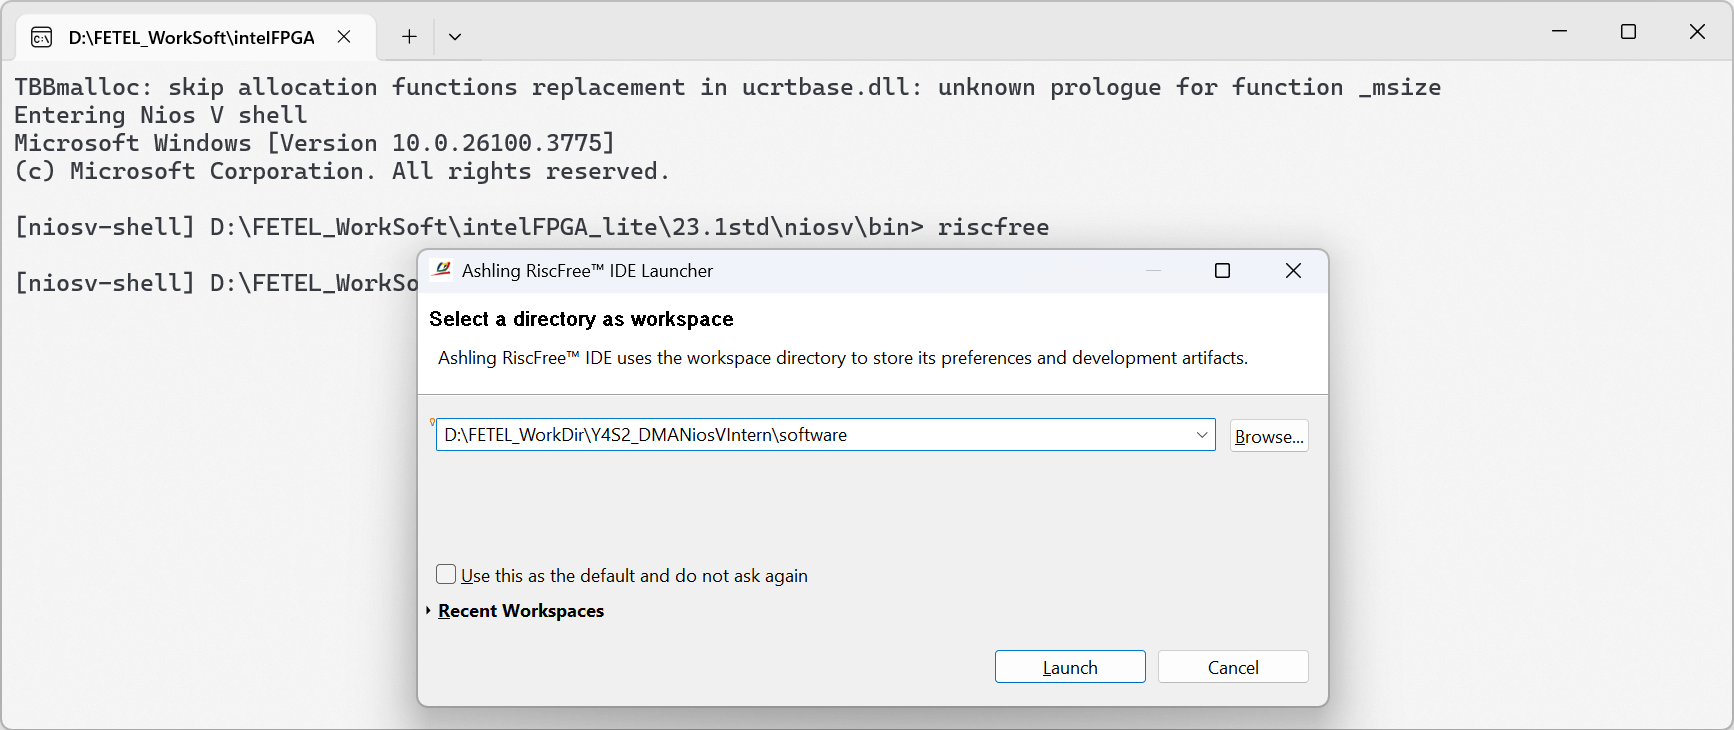 D:\FETEL_WorkSoft\intelFPGA
TBBmalloc: skip allocation functions replacement in ucrtbase.dll: unknown prologue for function _msize
Entering Nios V shell
Microsoft Windows [Version 10.0.26100.3775]
(c) Microsoft Corporation. All rights reserved.
[niosv-shell] D:\FETEL_WorkSoft\intelFPGA_lite\23.1std\niosv\bin> riscfree
[niosv-shell] D:\FETEL_WorkSo
Ashling RiscFree™ IDE Launcher
Select a directory as workspace
Ashling RiscFree™ IDE uses the workspace directory to store its preferences and development artifacts.
D:\FETEL_WorkDir\Y4S2_DMANiosVIntern\software
Browse...
Use this as the default and do not ask again
Recent Workspaces
Launch
Cancel